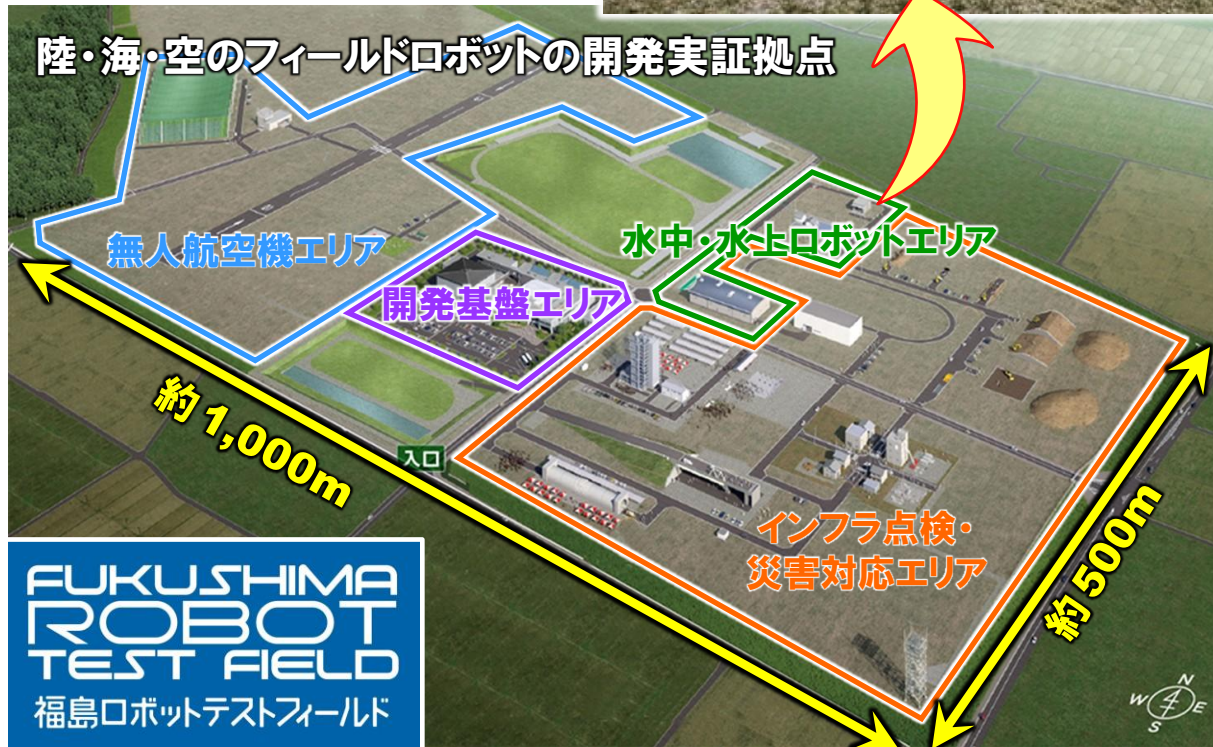 陸・海・空のフィールドロボットの開発実証拠点
水中・水上ロボットエリア
無人航空機エリア
開発基盤エリア
約1,000m
入口
インフラ点検・
災害対応エリア
約500m
FUKUSHIMA
ROBOT
TEST FIELD
福島ロボットテストフィールド
N
W
E
S